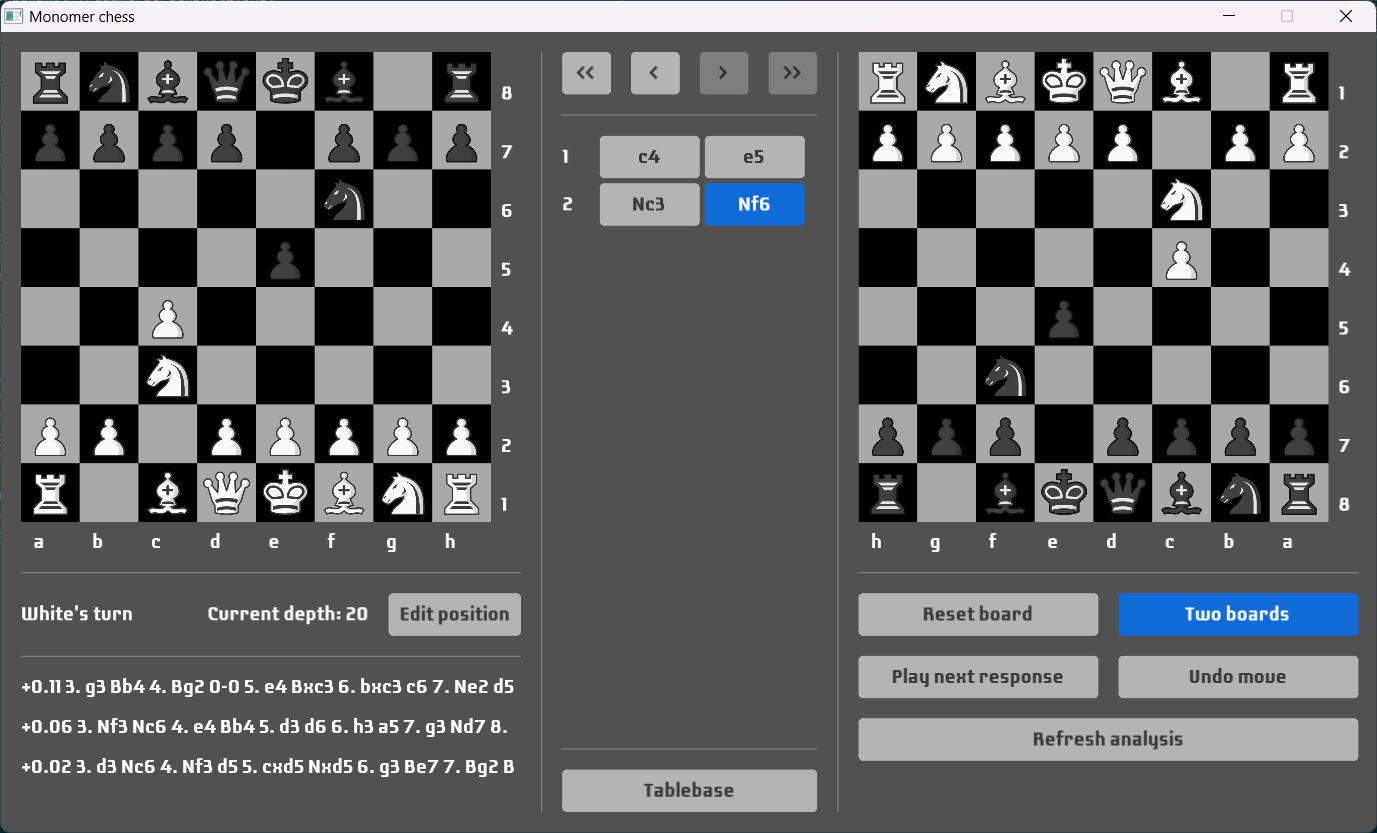 Monomer chess
8
7
6
5
4
3
2
1
a b c d e f g h
White's turn Current depth: 20 Edit position
+0.11 3. g3 Bb4 4. Bg2 0-0 5. e4 Bxc3 6. bxc3 c6 7. Ne2 d5
+0.06 3. Nf3 Nc6 4. e4 Bb4 5. d3 d6 6. h3 a5 7. g3 Nd7 8.
+0.02 3. d3 Nc6 4. Nf3 d5 5. cxd5 Nxd5 6. g3 Be7 7. Bg2 B
<< < > >>
1 c4 e5
2 Nc3 Nf6
Tablebase
1
2
3
4
5
6
7
8
h g f e d c b a
Reset board Two boards
Play next response Undo move
Refresh analysis